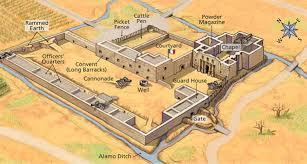 Rammed
Earth
Picket
Fence
Cattle
Pen
Powder
Magazine
Courtyard
Chapel
Officers'
Quarters
Convent
(Long Barracks)
Cannonade
Well
Guard House
Gate
Alamo Ditch